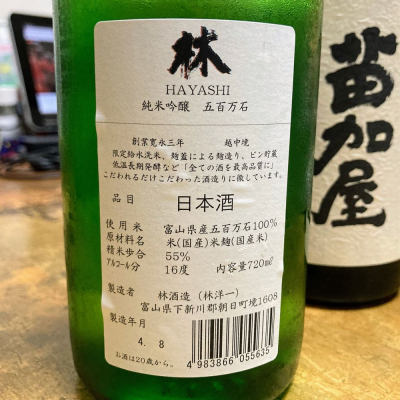 林
HAYASHI
純米吟醸 五百万石
創業寛永三年 越中境
限定給水洗米、麹蓋による麹造り、ビン貯蔵
低温長期発酵など「全ての酒を最高品質に」
こだわれるだけこだわった酒造りに徹しています。
品目 日本酒
使用米 富山県産五百万石100%
原材料名 米(国産)米麹(国産米)
精米歩合 55%
アルコール分 16度 内容量720mℓ
製造者 林酒造(林洋一)
富山県下新川郡朝日町境1608
製造年月
4. 8
お酒は20歳から。
4 983866 055635
苗加屋